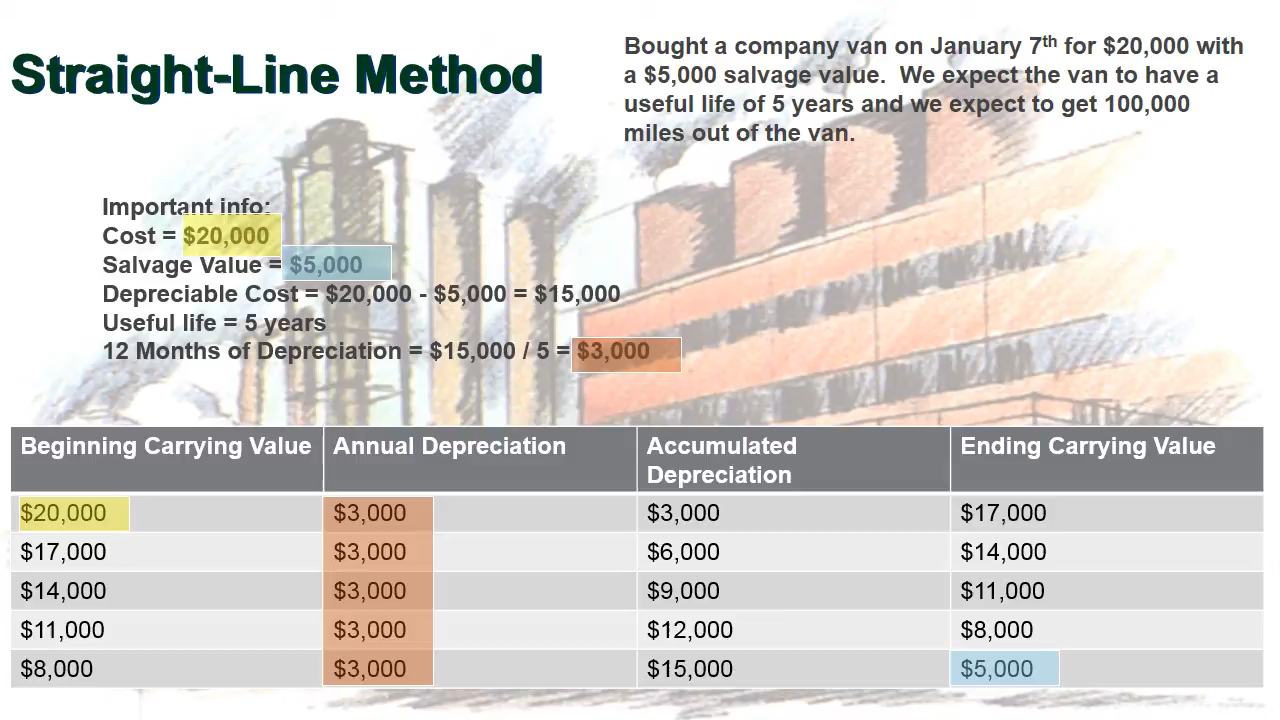 Straight-Line Method
Bought a company van on January 7th for $20,000 with
a $5,000 salvage value.  We expect the van to have a
useful life of 5 years and we expect to get 100,000
miles out of the van.
Important info:
Cost = $20,000
Salvage Value = $5,000
Depreciable Cost = $20,000 - $5,000 = $15,000
Useful life = 5 years
12 Months of Depreciation = $15,000 / 5 = $3,000
Beginning Carrying Value Annual Depreciation Accumulated Depreciation Ending Carrying Value
$20,000 $3,000 $3,000 $17,000
$17,000 $3,000 $6,000 $14,000
$14,000 $3,000 $9,000 $11,000
$11,000 $3,000 $12,000 $8,000
$8,000 $3,000 $15,000 $5,000